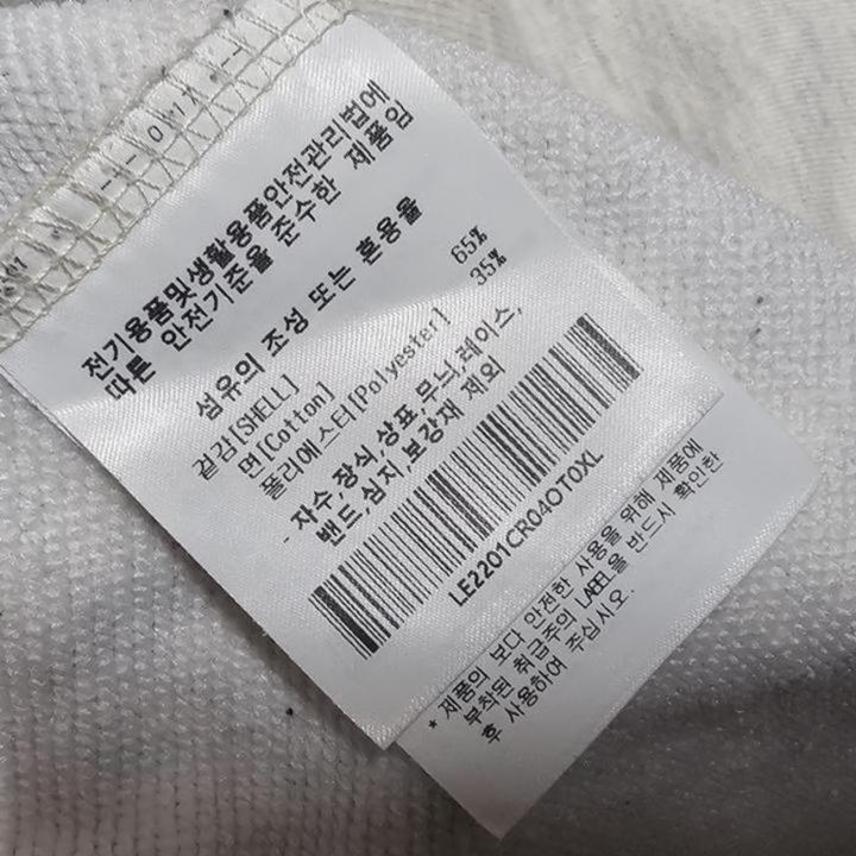 전기용품및생활용품안전관리법에
따른 안전기준을 준수한 제품임
섬유의 조성 또는 혼용율
겉감[SHELL]
면[Cotton] 65%
폴리에스터[Polyester] 35%
- 자수,장식,상표,무늬,레이스,
밴드,심지,보강재 제외
LE2201CR04OT0XL
* 제품의 보다 안전한 사용을 위해 제품에
부착된 취급주의 LABEL을 반드시 확인한
후 사용하여 주십시오.